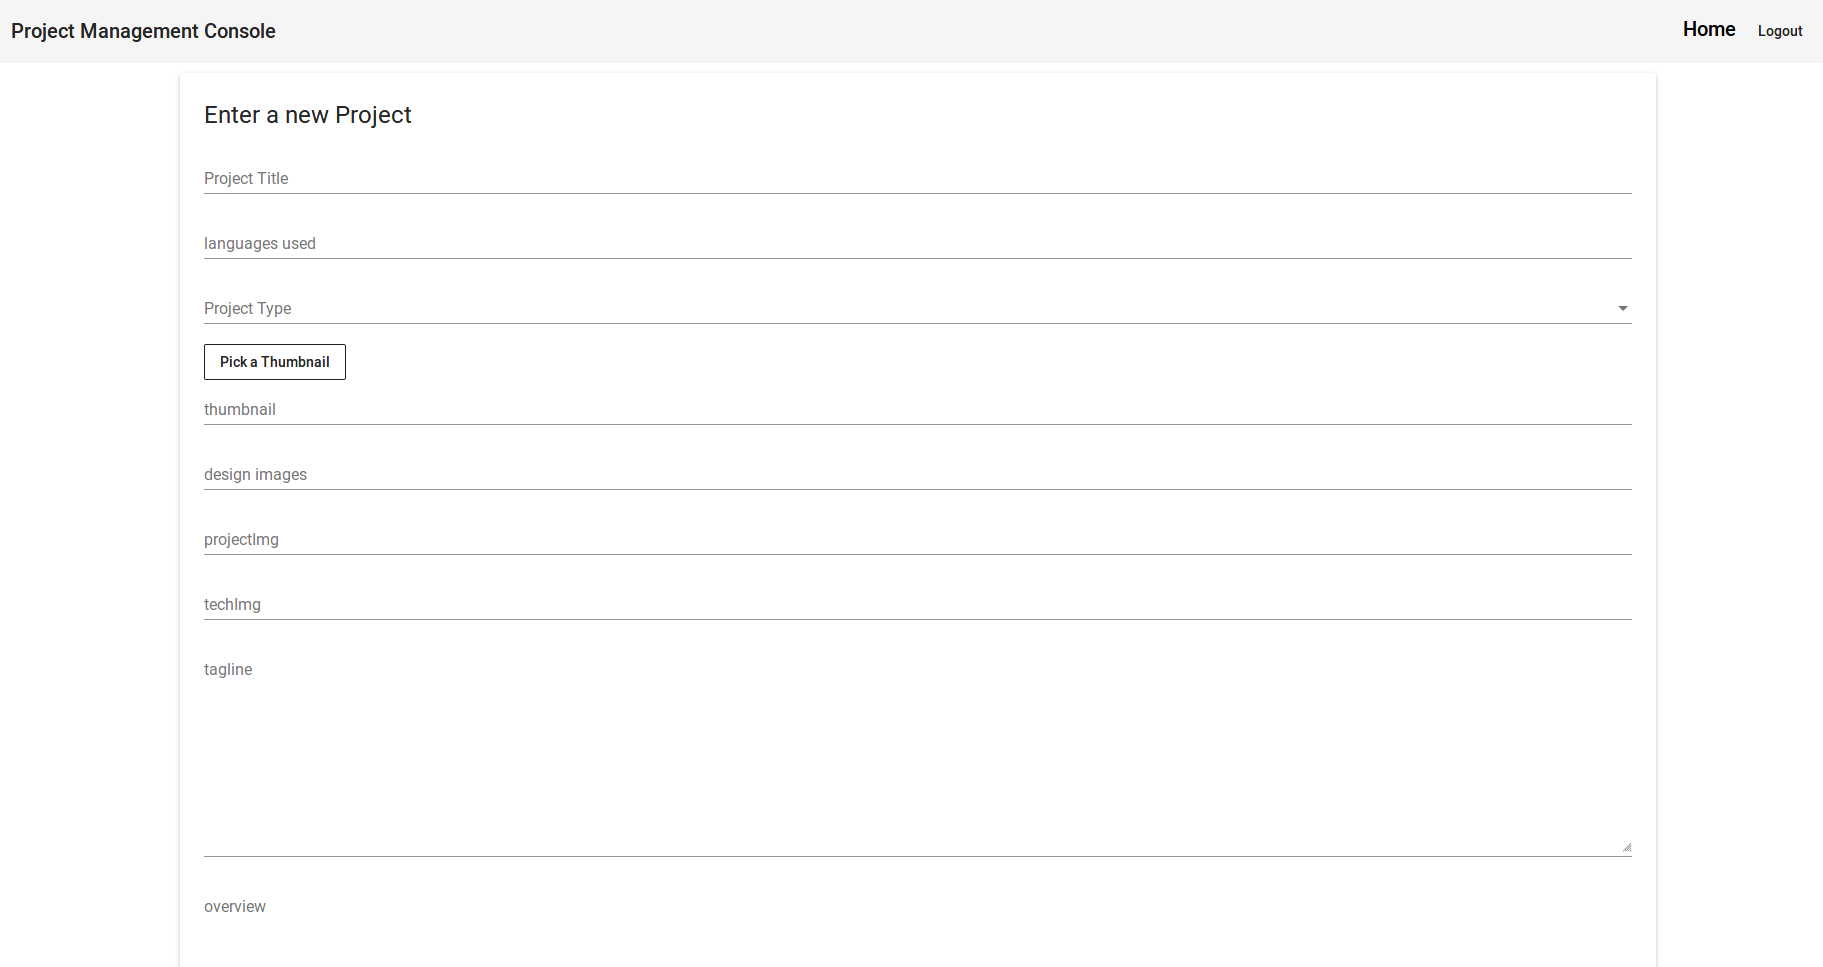 Project Management Console
Home
Logout
Enter a new Project
Project Title
languages used
Project Type
Pick a Thumbnail
thumbnail
design images
projectImg
techImg
tagline
overview